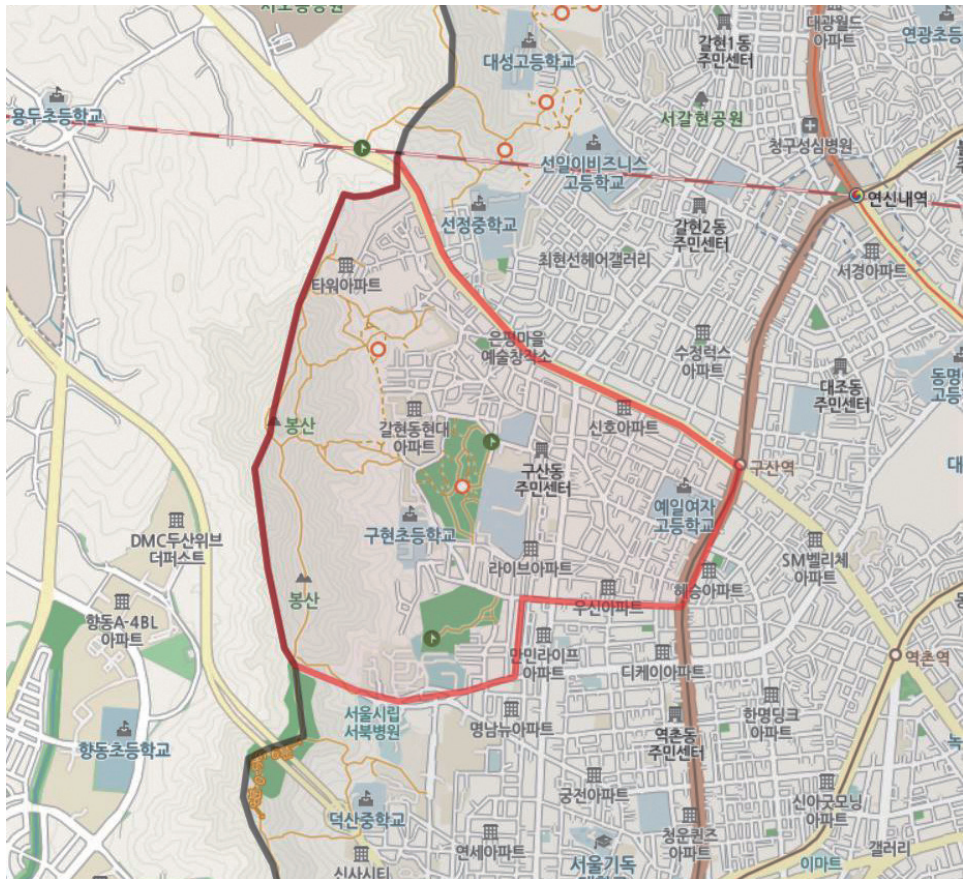 서오릉공원
용두초등학교
대성고등학교
갈현1동
주민센터
대광월드
아파트
서갈현공원
청구성심병원
선일이비즈니스
고등학교
연신내역
선정중학교
갈현2동
주민센터
최현선헤어갤러리
서경아파트
타워아파트
은평마을
예술창작소
수정럭스
아파트
대조동
주민센터
봉산
갈현동현대
아파트
신호아파트
구산동
주민센터
구산역
예일여자
고등학교
구현초등학교
DMC두산위브
더퍼스트
라이브아파트
SM벨리체
아파트
봉산
혜승아파트
우신아파트
향동A-4BL
아파트
만민라이프
아파트
디케이아파트
역촌역
서울시립
서북병원
명남뉴아파트
한명딩크
아파트
역촌동
주민센터
향동초등학교
궁전아파트
덕산중학교
신아굿모닝
아파트
청운퀸즈
아파트
연세아파트
갤러리
이마트
신사시티
서울기독